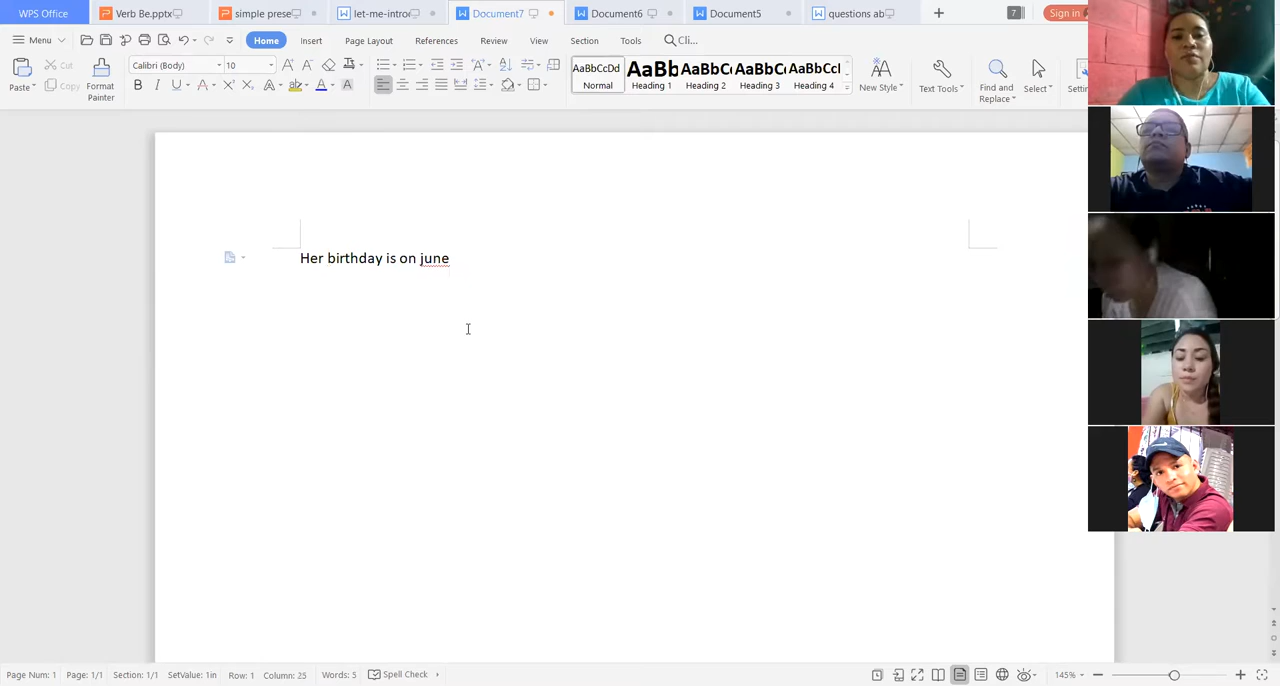 WPS Office Verb Be.pptx simple prese Document7 Document6 Document5 questions ab 7 Sign in
Menu Home Insert Page Layout References Review View Section Tools Cli...
Calibri (Body) 10 AaBbCcDd AaBb AaBbC AaBbC AaBbCcI
Paste Cut Copy Format Painter B I U A Normal Heading 1 Heading 2 Heading 3 Heading 4 New Style Text Tools Find and Replace Select
Her birthday is on june
Page Num: 1 Page: 1/1 Section: 1/1 SetValue: 1in Row: 1 Column: 25 Words: 5 Spell Check 145%